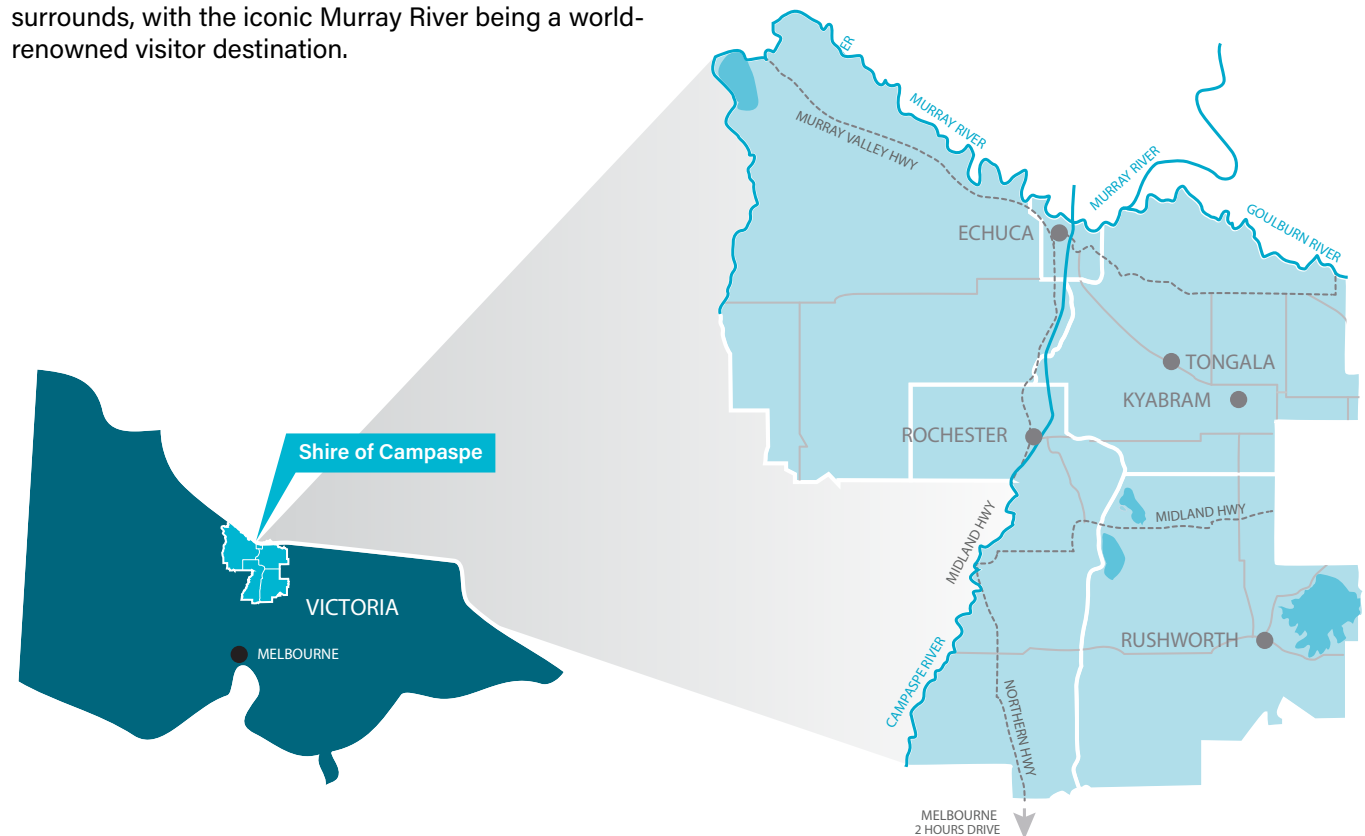 surrounds, with the iconic Murray River being a world-
renowned visitor destination.
ER
MURRAY RIVER
MURRAY VALLEY HWY
MURRAY RIVER
GOULBURN RIVER
ECHUCA
TONGALA
KYABRAM
ROCHESTER
Shire of Campaspe
MIDLAND HWY
MIDLAND HWY
VICTORIA
MELBOURNE
RUSHWORTH
CAMPASPE RIVER
NORTHERN HWY
MELBOURNE
2 HOURS DRIVE